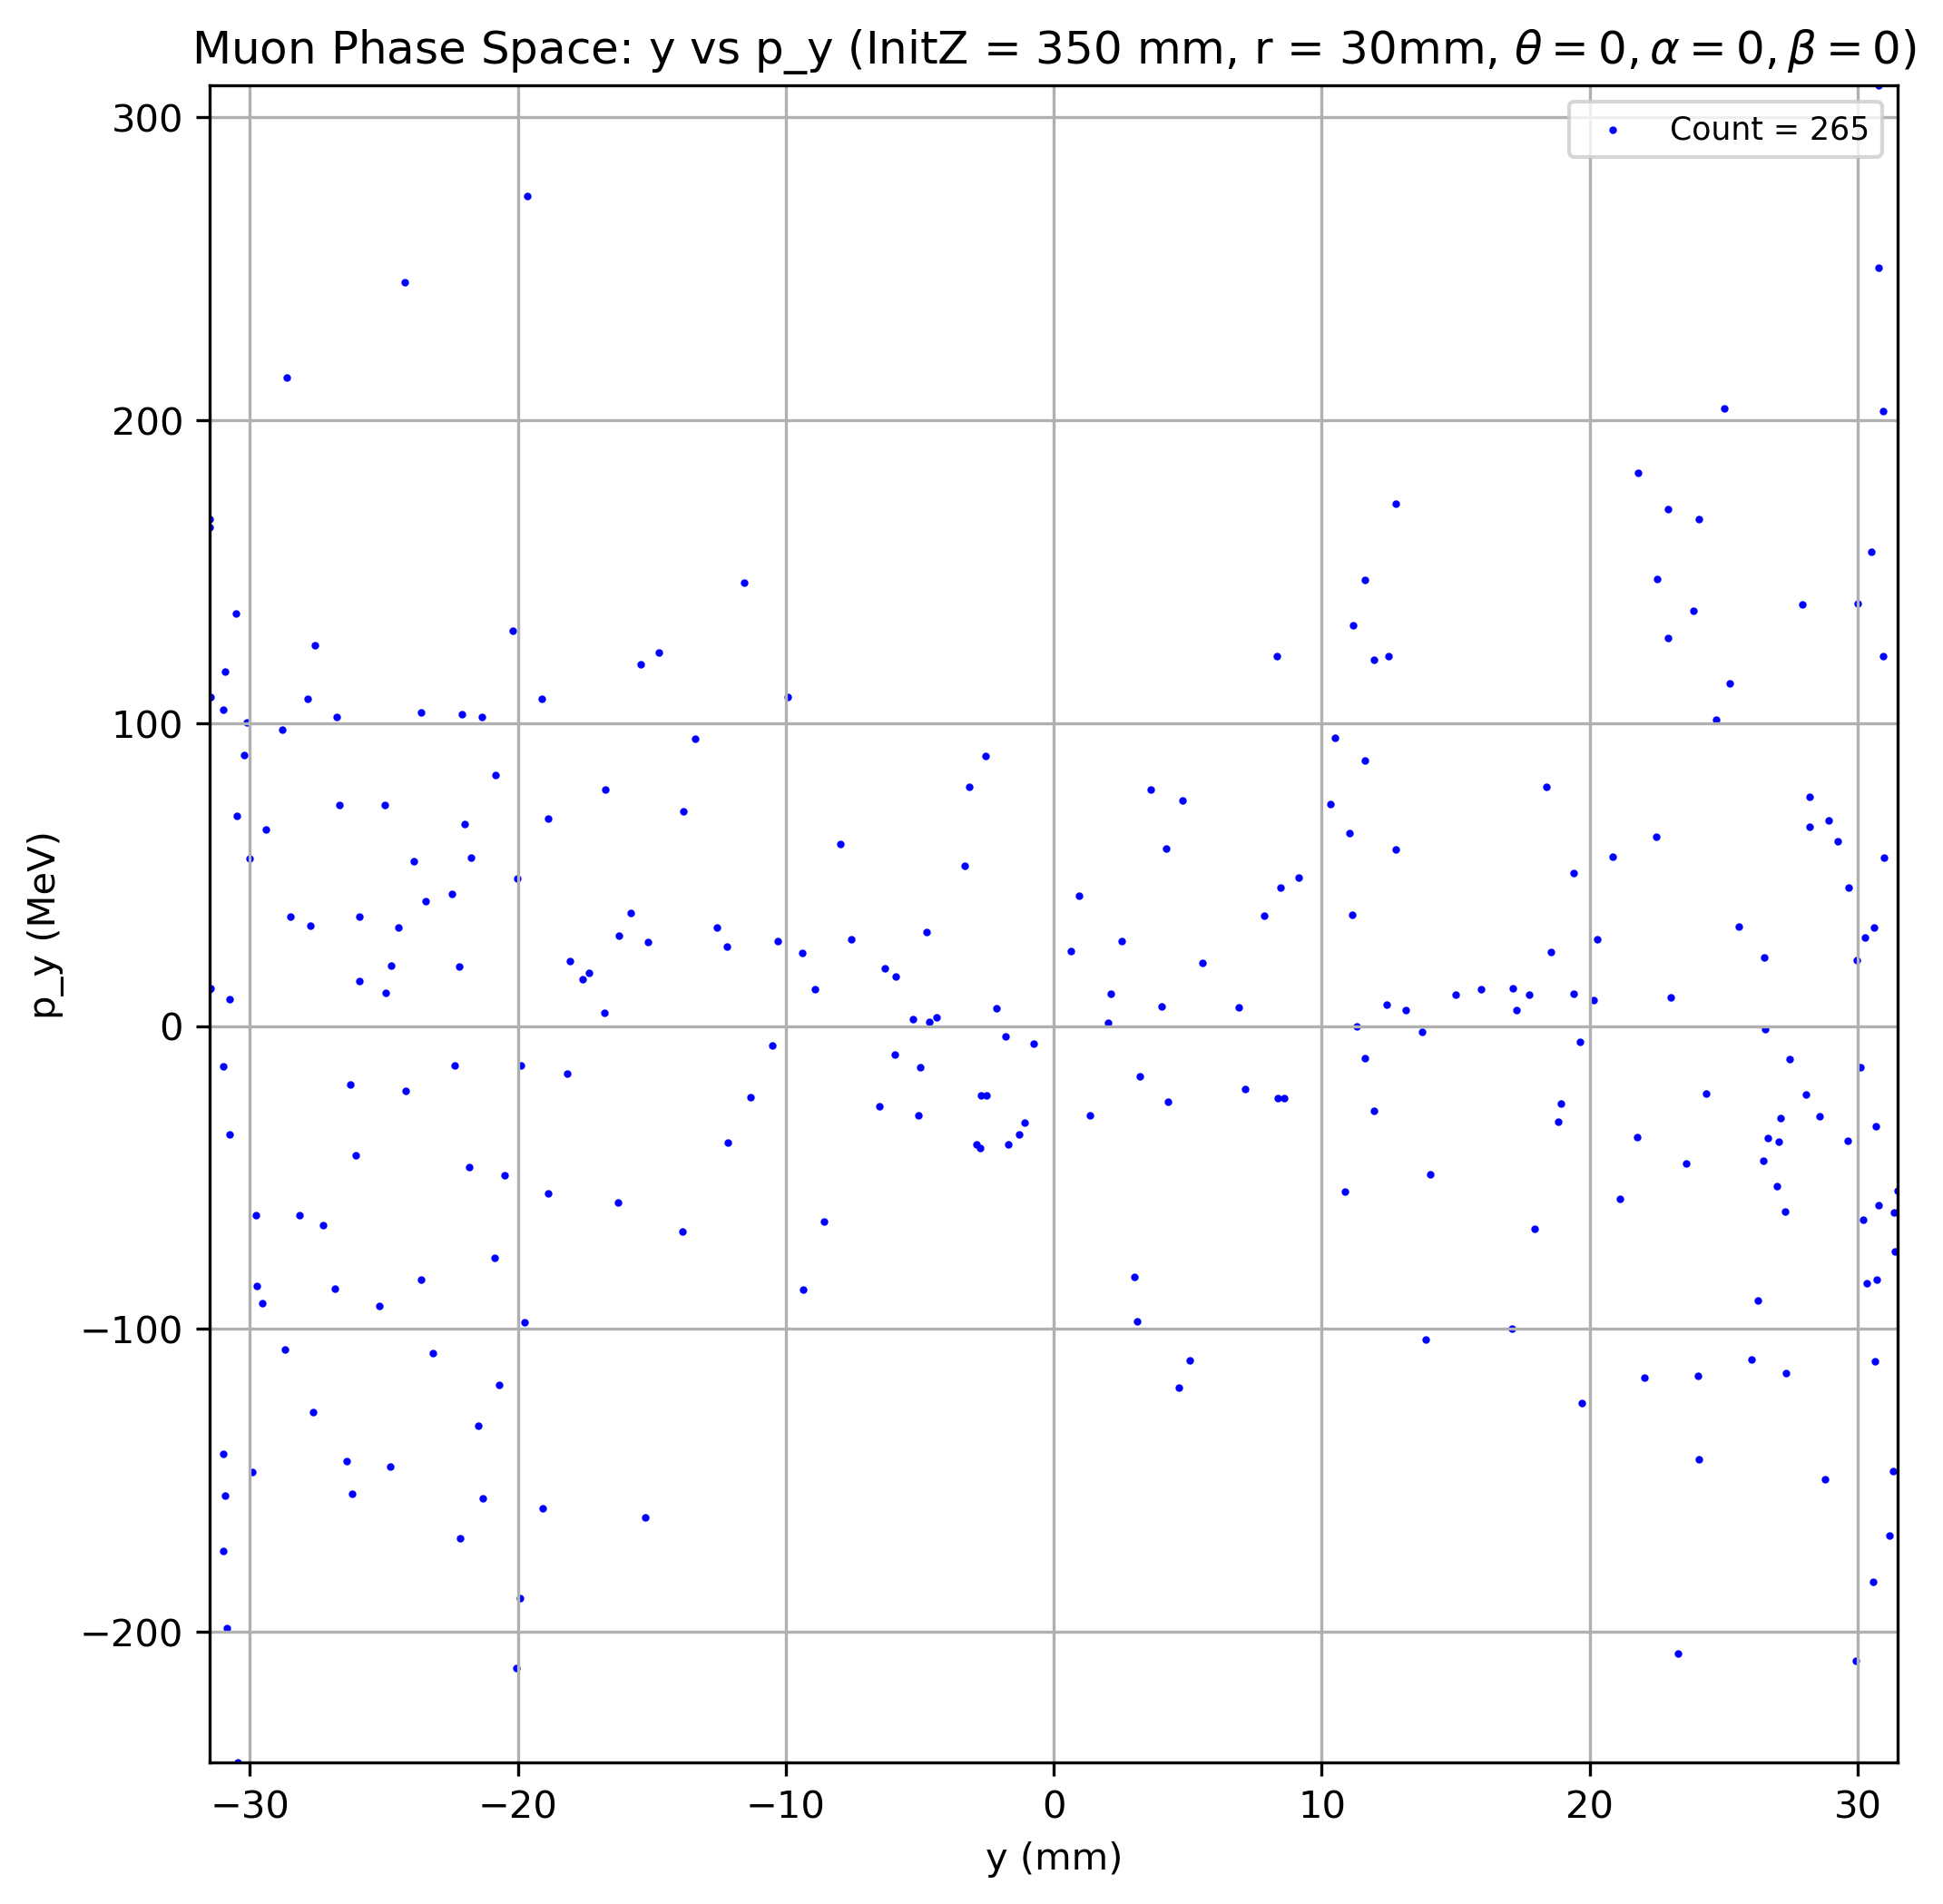 Muon Phase Space: y vs p_y (InitZ = 350 mm, r = 30mm, θ = 0, α = 0, β = 0)
Count = 265
300
200
100
0
−100
−200
p_y (MeV)
−30 −20 −10 0 10 20 30
y (mm)